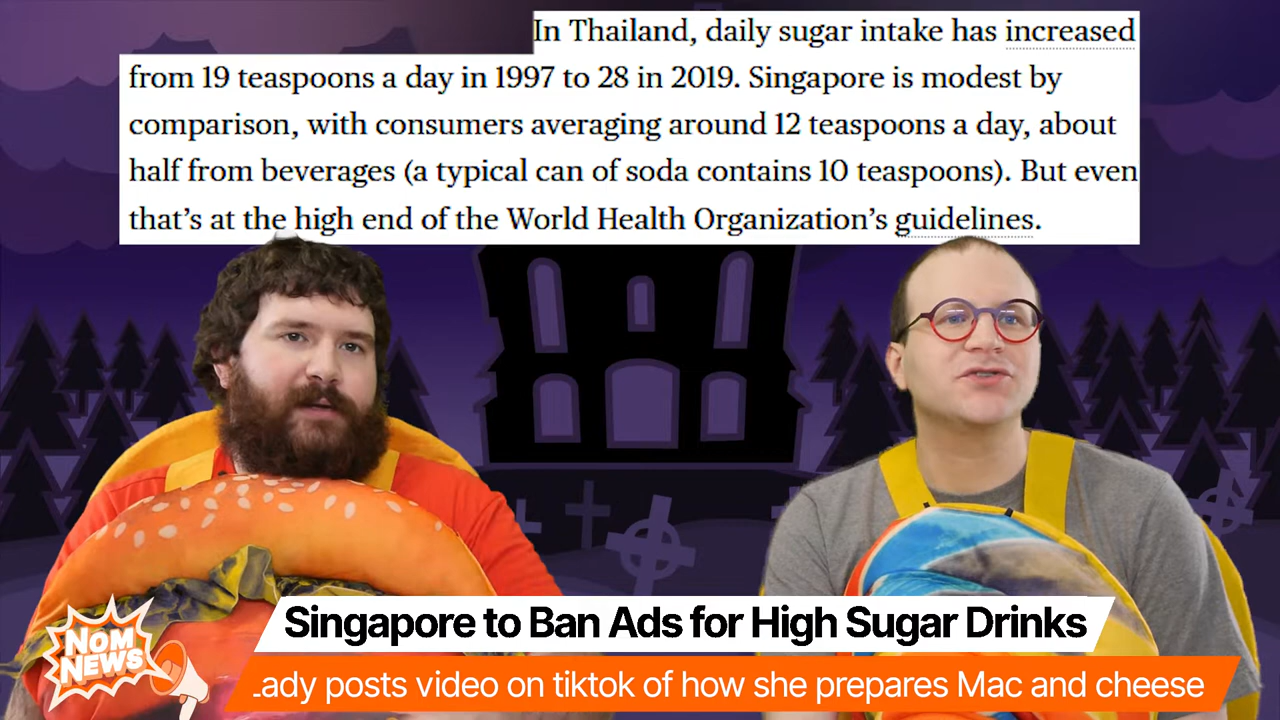 In Thailand, daily sugar intake has increased
from 19 teaspoons a day in 1997 to 28 in 2019. Singapore is modest by
comparison, with consumers averaging around 12 teaspoons a day, about
half from beverages (a typical can of soda contains 10 teaspoons). But even
that's at the high end of the World Health Organization's guidelines.
Singapore to Ban Ads for High Sugar Drinks
NOM
NEWS
Lady posts video on tiktok of how she prepares Mac and cheese